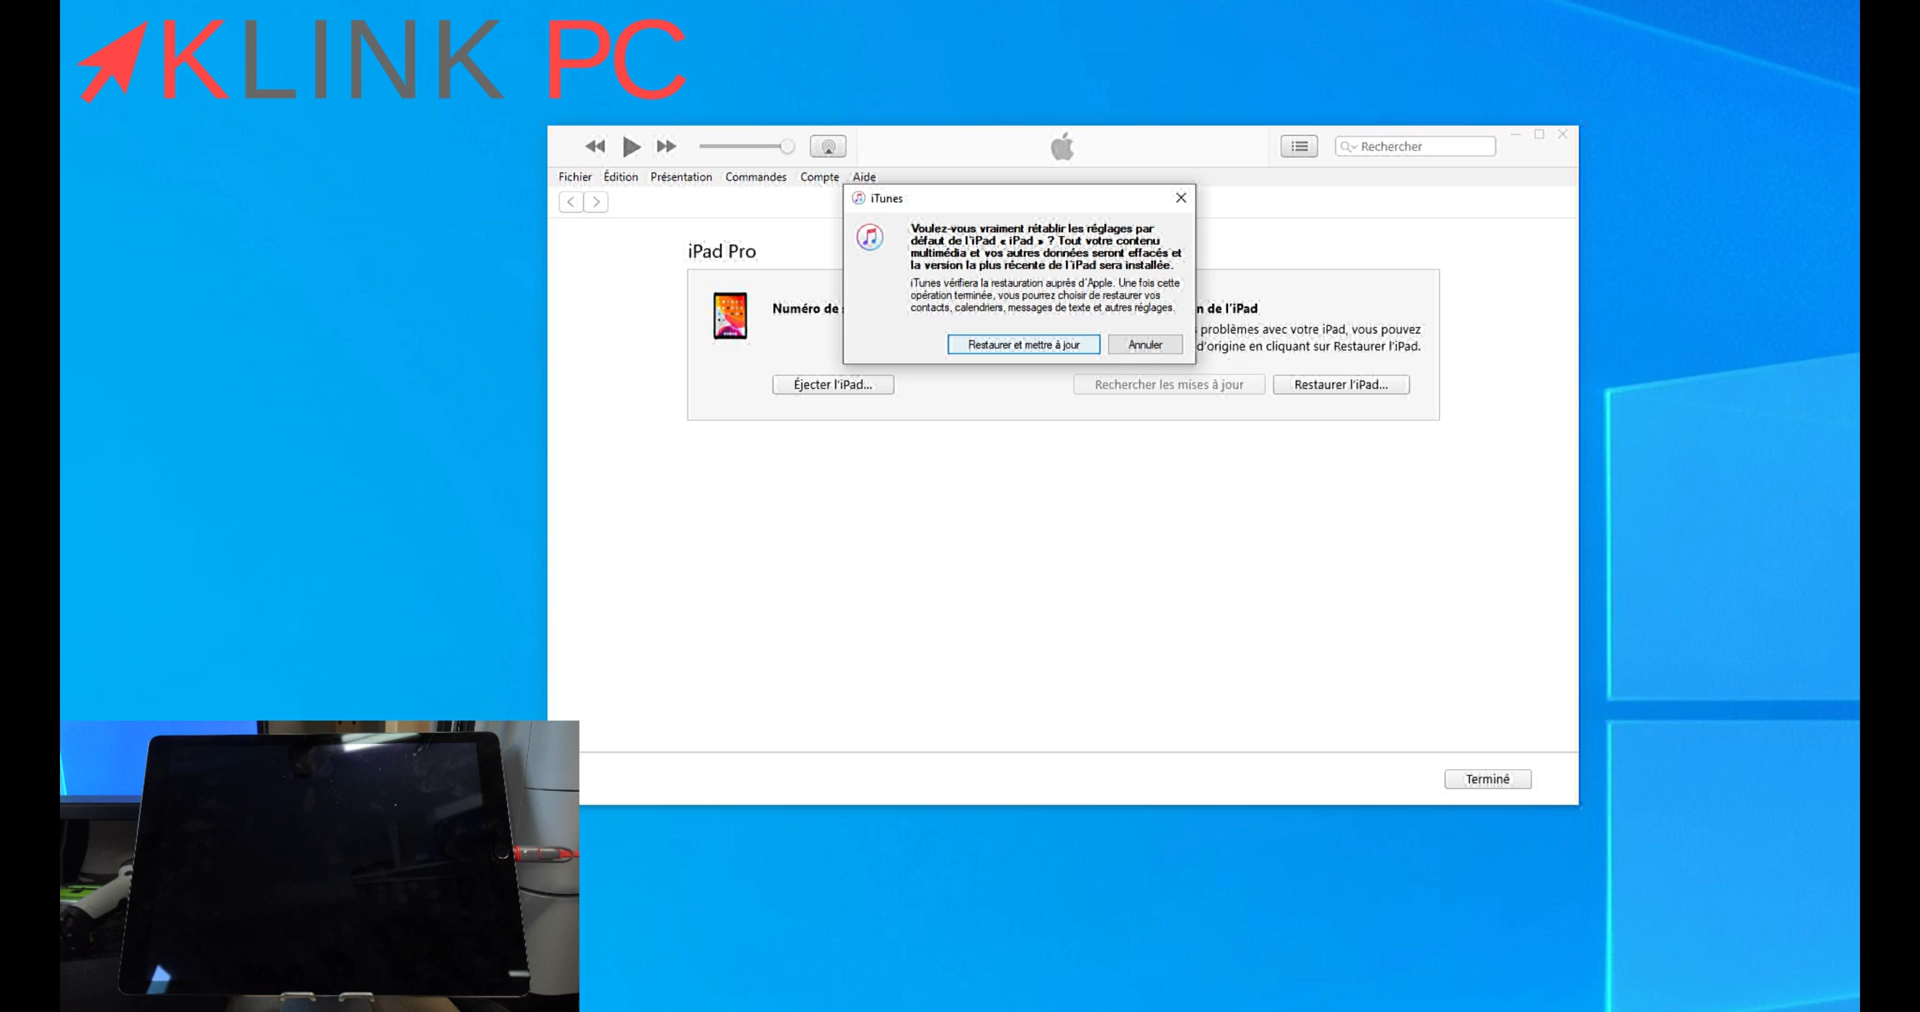 KLINK PC
Rechercher
Fichier Édition Présentation Commandes Compte Aide
iTunes
Voulez-vous vraiment rétablir les réglages par
défaut de l'iPad « iPad » ? Tout votre contenu
multimédia et vos autres données seront effacés et
la version la plus récente de l'iPad sera installée.
iTunes vérifiera la restauration auprès d'Apple. Une fois cette
opération terminée, vous pourrez choisir de restaurer vos
contacts, calendriers, messages de texte et autres réglages.
Restaurer et mettre à jour Annuler
iPad Pro
Numéro de
n de l'iPad
problèmes avec votre iPad, vous pouvez
d'origine en cliquant sur Restaurer l'iPad.
Éjecter l'iPad... Rechercher les mises à jour Restaurer l'iPad...
Terminé